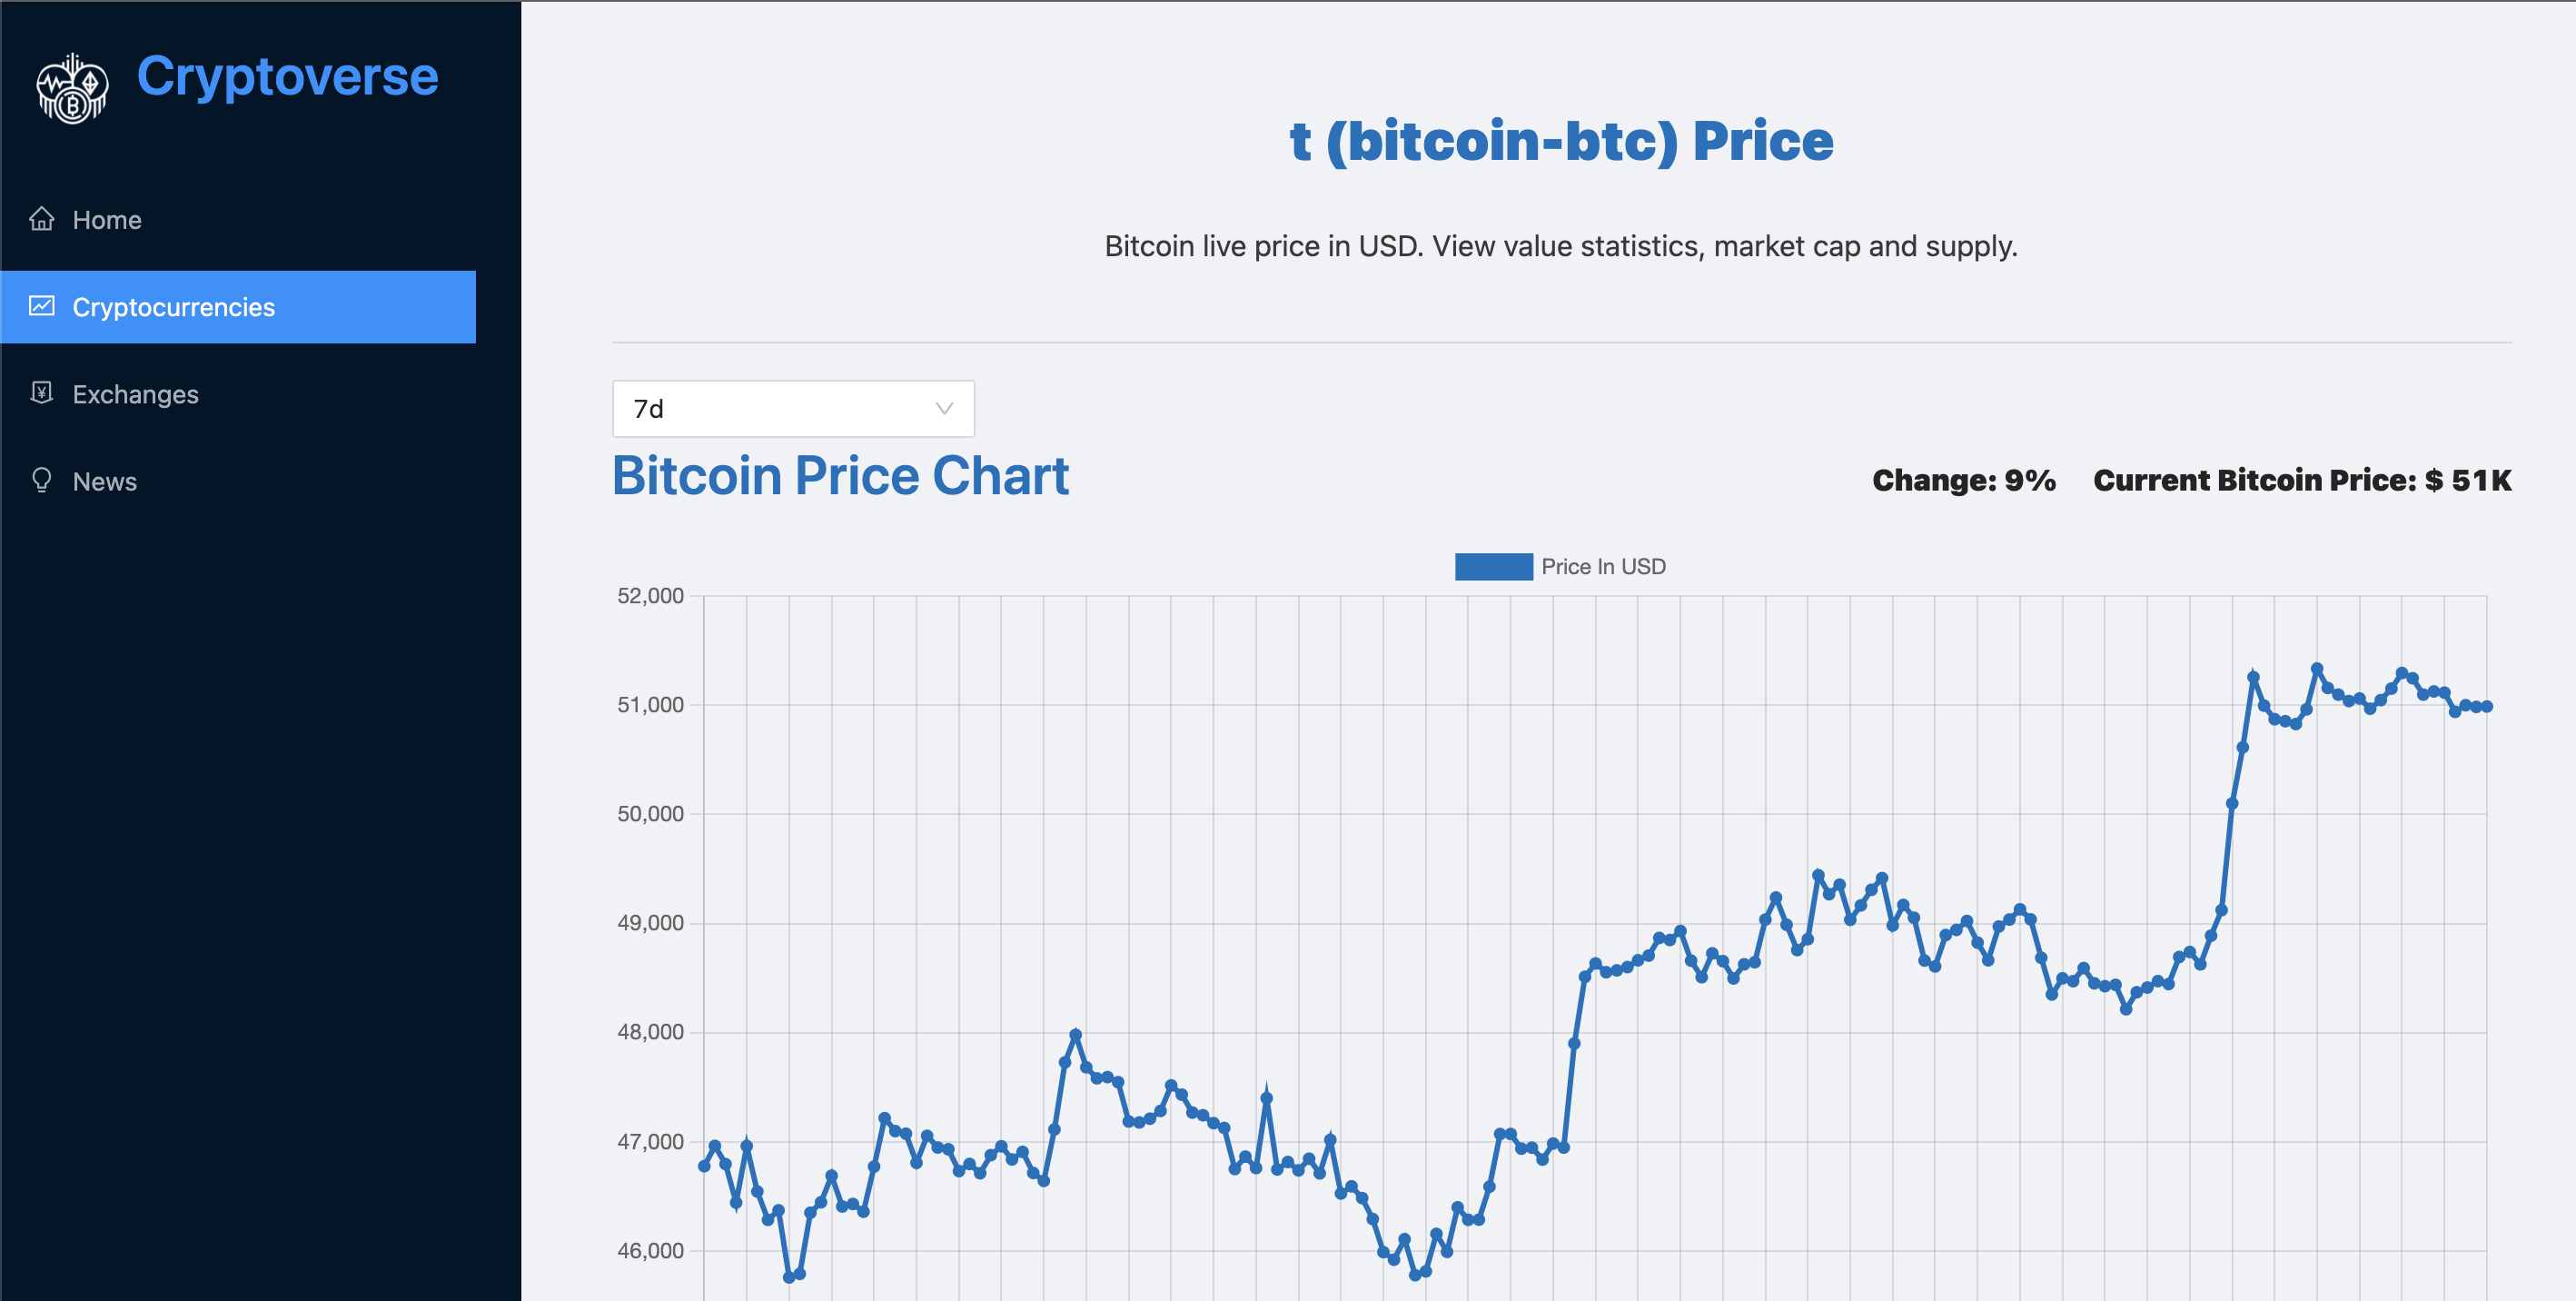 Cryptoverse
Home
Cryptocurrencies
Exchanges
News
t (bitcoin-btc) Price
Bitcoin live price in USD. View value statistics, market cap and supply.
7d
Bitcoin Price Chart
Change: 9% Current Bitcoin Price: $ 51K
Price In USD
52,000
51,000
50,000
49,000
48,000
47,000
46,000